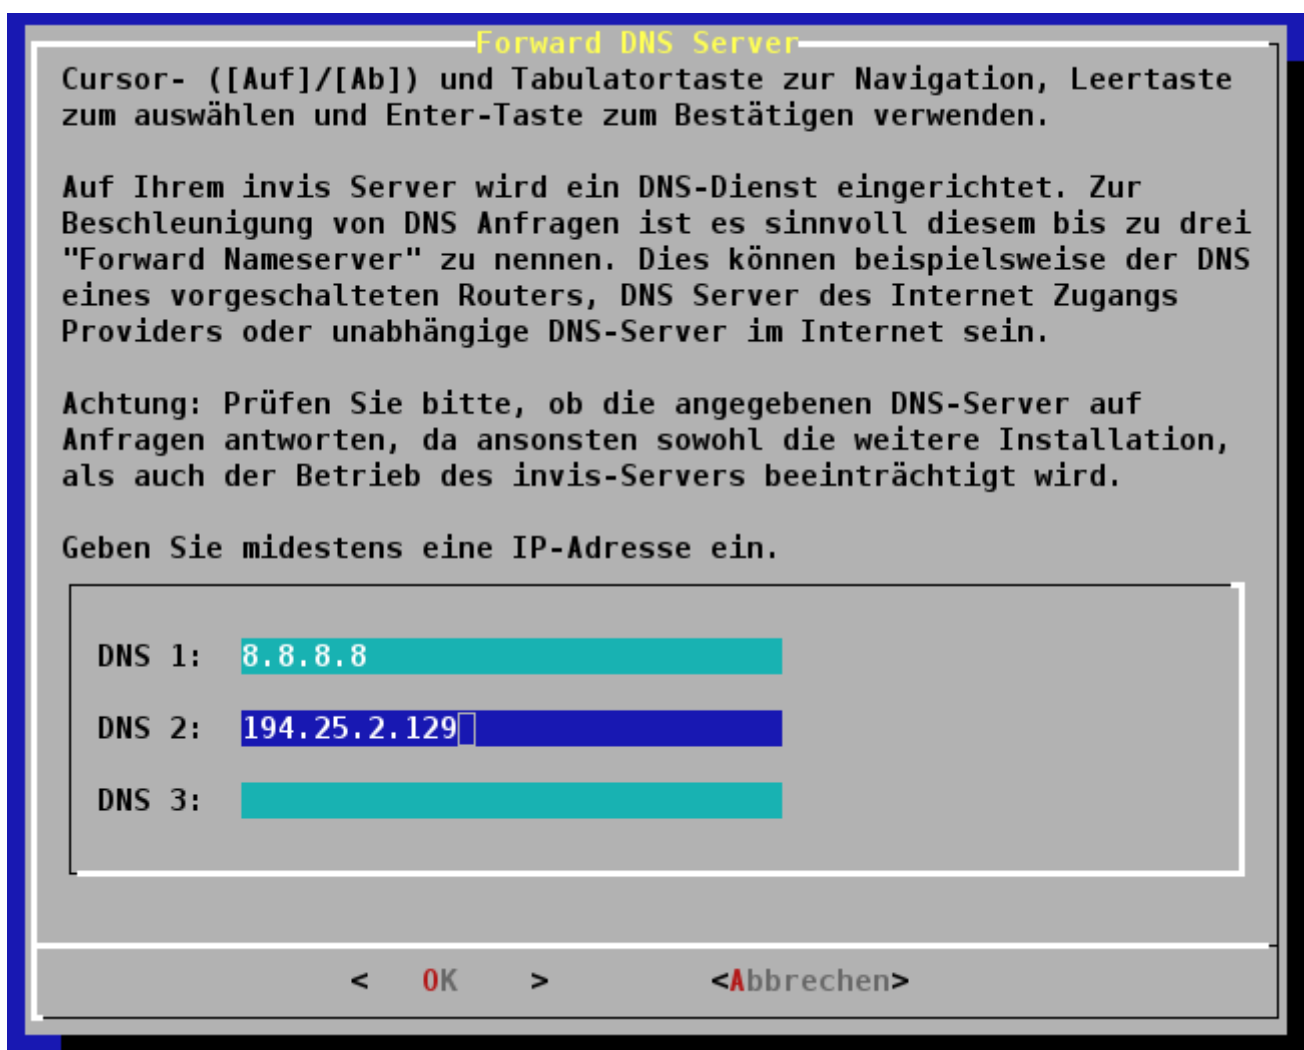 Forward DNS Server
Cursor- ([Auf]/[Ab]) und Tabulatortaste zur Navigation, Leertaste
zum auswählen und Enter-Taste zum Bestätigen verwenden.
Auf Ihrem invis Server wird ein DNS-Dienst eingerichtet. Zur
Beschleunigung von DNS Anfragen ist es sinnvoll diesem bis zu drei
"Forward Nameserver" zu nennen. Dies können beispielsweise der DNS
eines vorgeschalteten Routers, DNS Server des Internet Zugangs
Providers oder unabhängige DNS-Server im Internet sein.
Achtung: Prüfen Sie bitte, ob die angegebenen DNS-Server auf
Anfragen antworten, da ansonsten sowohl die weitere Installation,
als auch der Betrieb des invis-Servers beeinträchtigt wird.
Geben Sie midestens eine IP-Adresse ein.
DNS 1: 8.8.8.8
DNS 2: 194.25.2.129
DNS 3:
<  OK  > <Abbrechen>